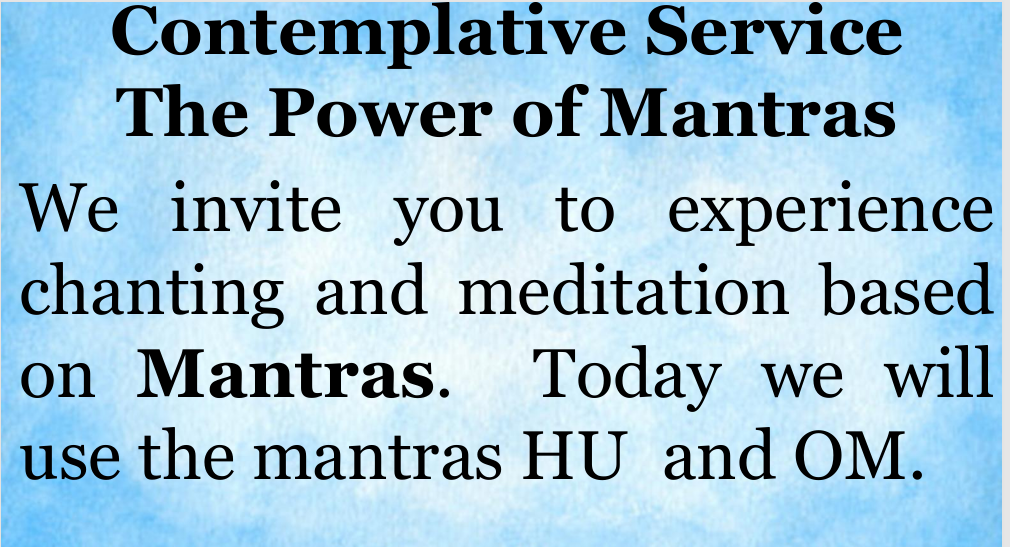 Contemplative Service
The Power of Mantras
We invite you to experience
chanting and meditation based
on Mantras. Today we will
use the mantras HU and OM.